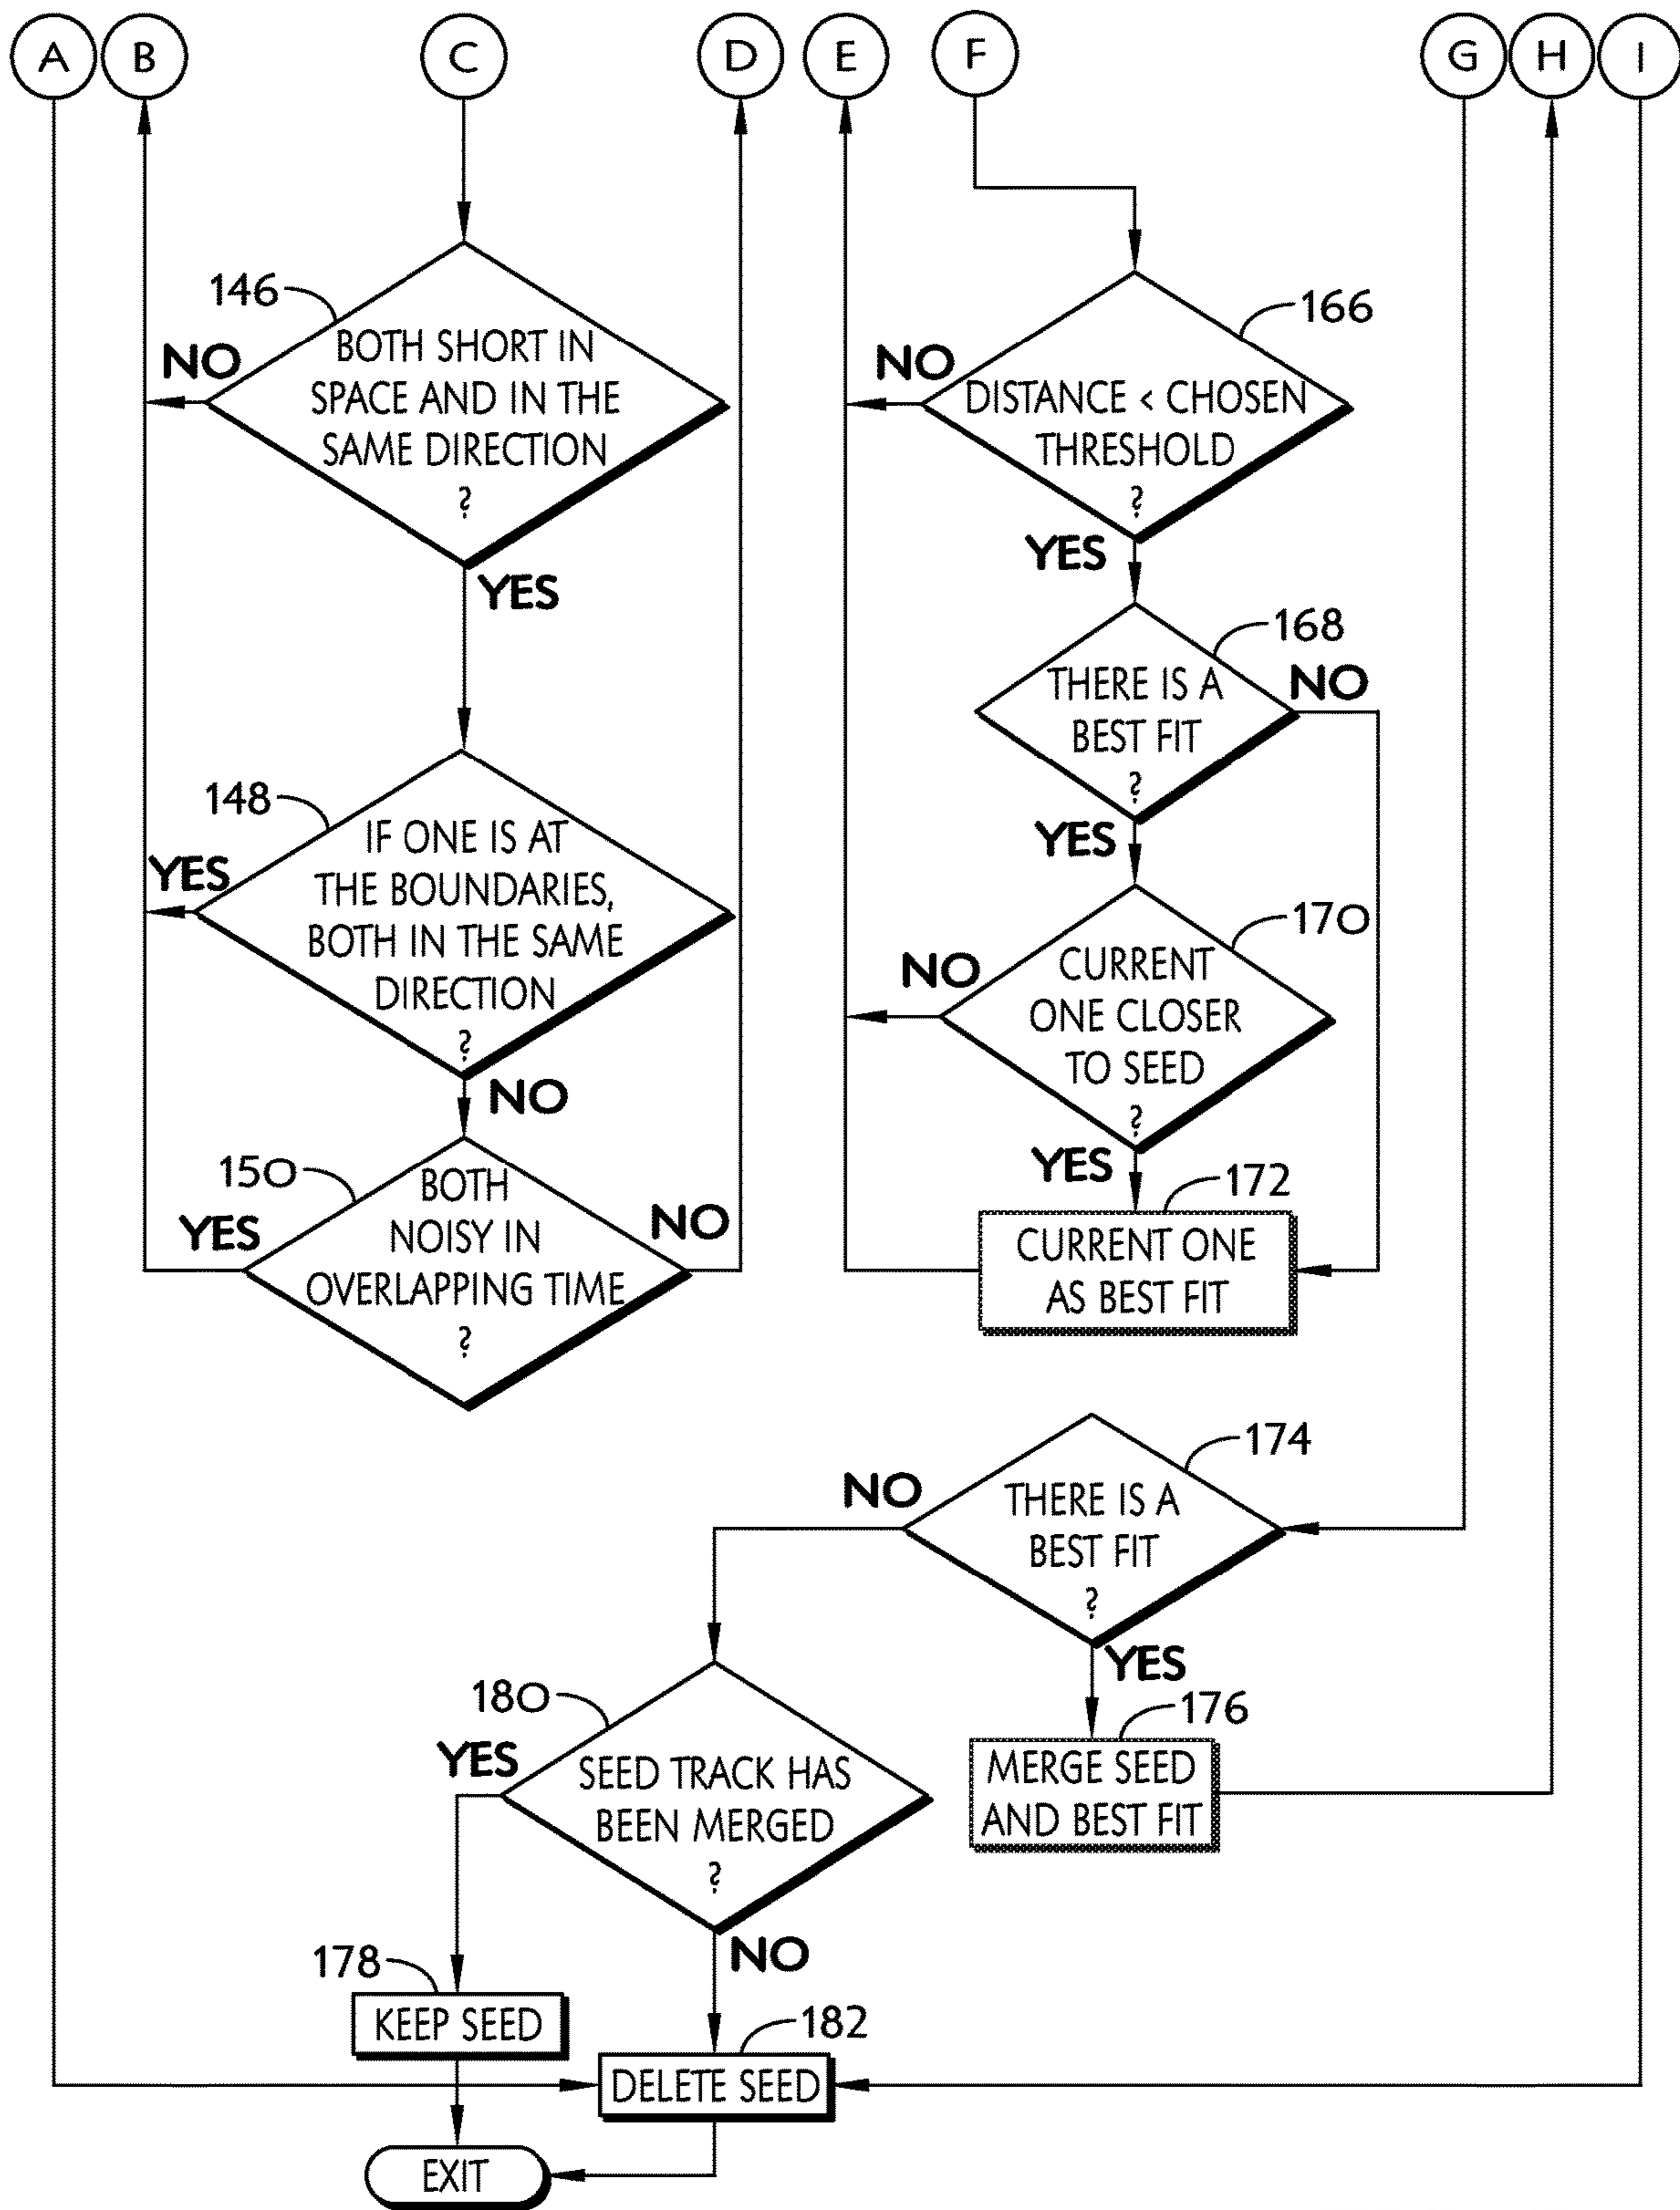 A
B
C
D
E
F
G
H
I
146
NO
BOTH SHORT IN
SPACE AND IN THE
SAME DIRECTION
?
YES
148
YES
IF ONE IS AT
THE BOUNDARIES,
BOTH IN THE SAME
DIRECTION
?
NO
150
YES
BOTH
NOISY IN
OVERLAPPING TIME
?
NO
166
NO
DISTANCE < CHOSEN
THRESHOLD
?
YES
168
THERE IS A
BEST FIT
?
NO
YES
170
NO
CURRENT
ONE CLOSER
TO SEED
?
YES
172
CURRENT ONE
AS BEST FIT
174
NO
THERE IS A
BEST FIT
?
YES
176
MERGE SEED
AND BEST FIT
180
YES
SEED TRACK HAS
BEEN MERGED
?
NO
178
KEEP SEED
182
DELETE SEED
EXIT